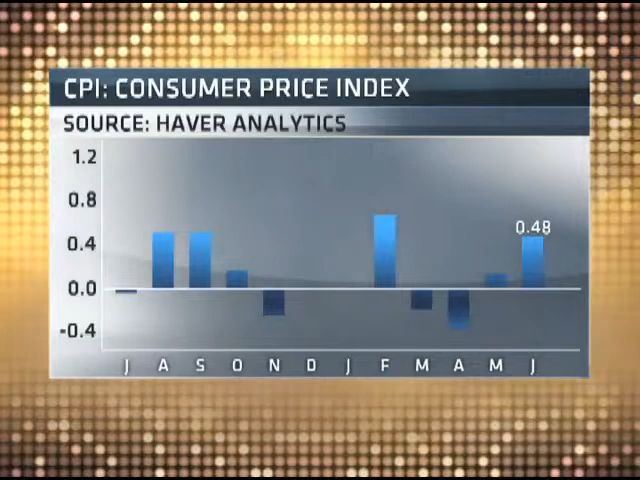 CPI: CONSUMER PRICE INDEX
SOURCE: HAVER ANALYTICS
1.2
0.8
0.48
0.4
0.0
-0.4
J A S O N D J F M A M J